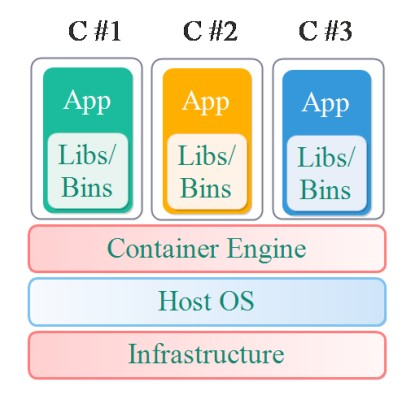 C #1 C #2 C #3
App App App
Libs/ Libs/ Libs/
Bins Bins Bins
Container Engine
Host OS
Infrastructure